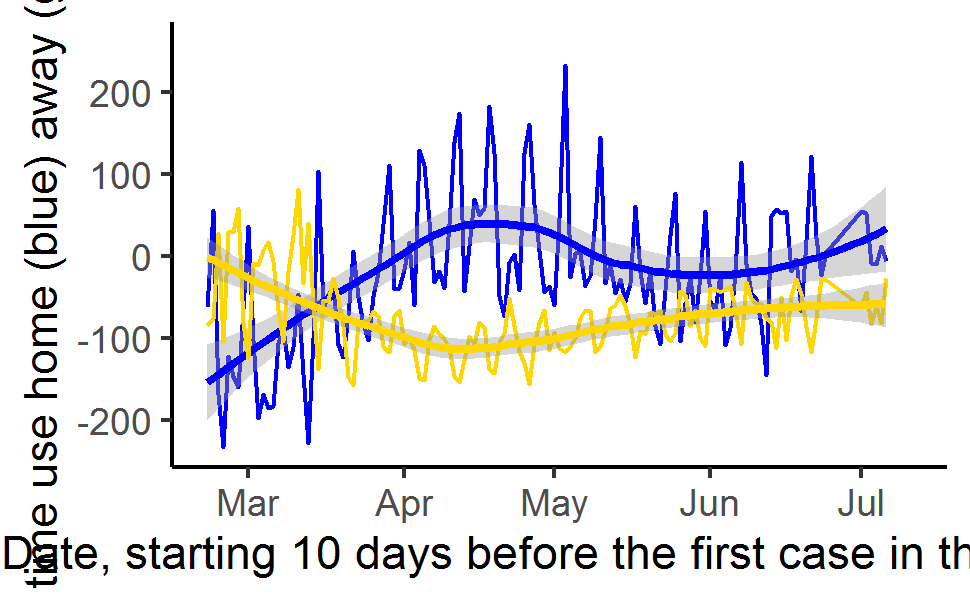 time use home (blue) away (
200
100
0
-100
-200
Mar Apr May Jun Jul
Date, starting 10 days before the first case in th